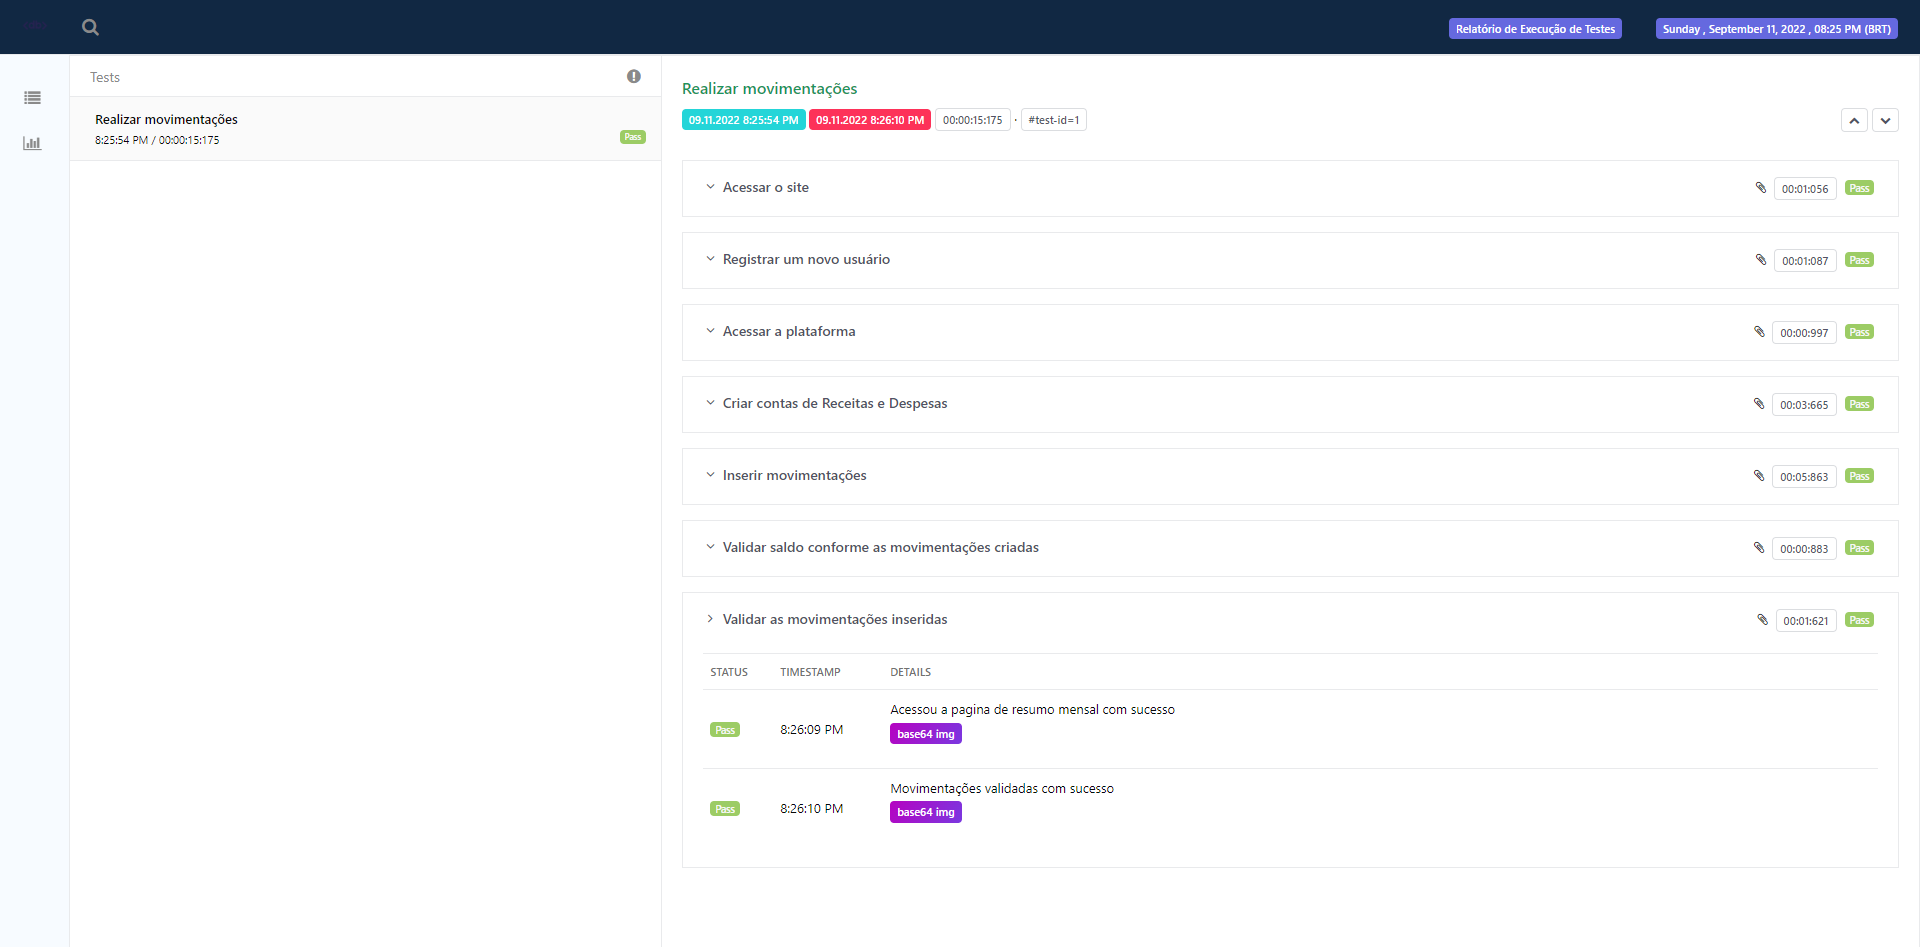 Relatório de Execução de Testes
Sunday , September 11, 2022 , 08:25 PM (BRT)
Tests
Realizar movimentações
8:25:54 PM / 00:00:15:175
Pass
Realizar movimentações
09.11.2022 8:25:54 PM 09.11.2022 8:26:10 PM 00:00:15:175 · #test-id=1
Acessar o site 00:01:056 Pass
Registrar um novo usuário 00:01:087 Pass
Acessar a plataforma 00:00:997 Pass
Criar contas de Receitas e Despesas 00:03:665 Pass
Inserir movimentações 00:05:863 Pass
Validar saldo conforme as movimentações criadas 00:00:883 Pass
Validar as movimentações inseridas 00:01:621 Pass
STATUS TIMESTAMP DETAILS
Acessou a pagina de resumo mensal com sucesso
Pass 8:26:09 PM
base64 img
Movimentações validadas com sucesso
Pass 8:26:10 PM
base64 img